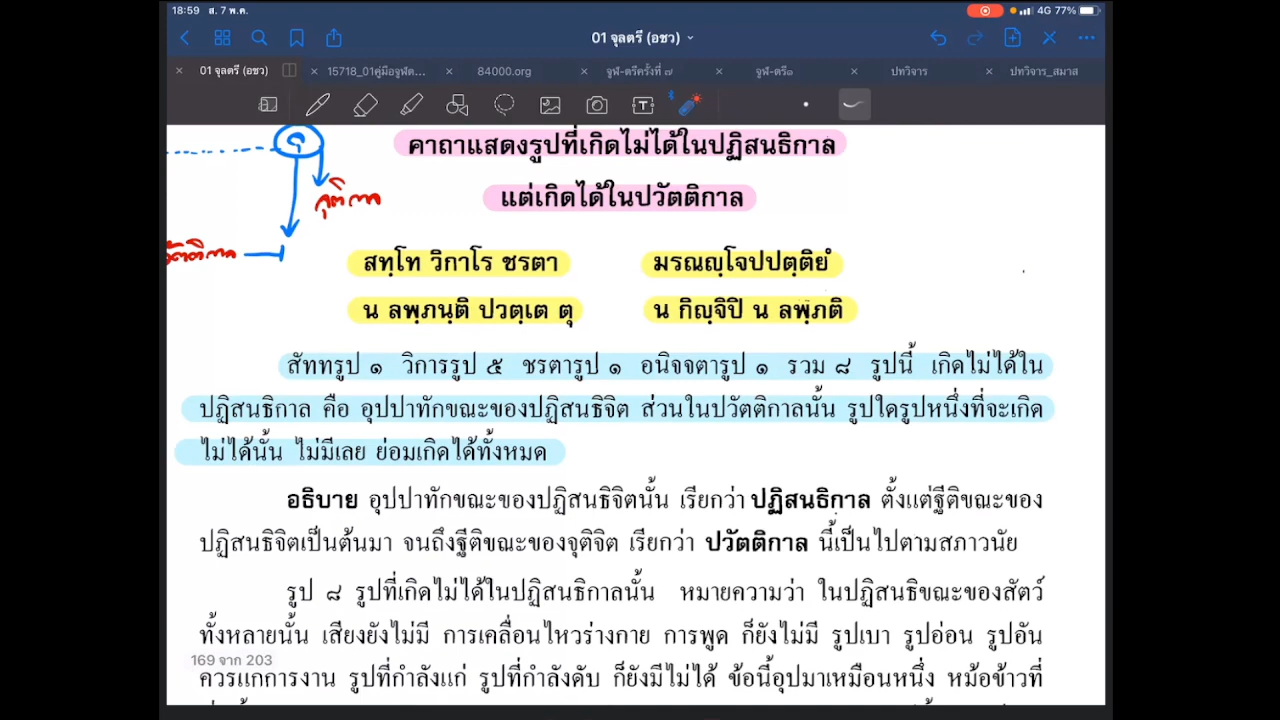 18:59 ส. 7 พ.ค.
4G 77%
01 จุลตรี (อชว)
01 จุลตรี (อชว)
15718_01คู่มือจูฬต...
84000.org
จูฬ-ตรีครั้งที่ ๗
จูฬ-ตรี๑
ปทวิจาร
ปทวิจาร_สมาส
คาถาแสดงรูปที่เกิดไม่ได้ในปฏิสนธิกาล
แต่เกิดได้ในปวัตติกาล
จุติกาล
สทฺโท วิกาโร ชรตา มรณญฺโจปปตฺติยํ
น ลพฺภนฺติ ปวตฺเต ตุ น กิญฺจิปิ น ลพฺภติ
สัททรูป ๑ วิการรูป ๕ ชรตารูป ๑ อนิจจตารูป ๑ รวม ๘ รูปนี้ เกิดไม่ได้ใน
ปฏิสนธิกาล คือ อุปปาทักขณะของปฏิสนธิจิต ส่วนในปวัตติกาลนั้น รูปใดรูปหนึ่งที่จะเกิด
ไม่ได้นั้น ไม่มีเลย ย่อมเกิดได้ทั้งหมด
อธิบาย อุปปาทักขณะของปฏิสนธิจิตนั้น เรียกว่า ปฏิสนธิกาล ตั้งแต่ฐีติขณะของ
ปฏิสนธิจิตเป็นต้นมา จนถึงฐีติขณะของจุติจิต เรียกว่า ปวัตติกาล นี้เป็นไปตามสภาวนัย
รูป ๘ รูปที่เกิดไม่ได้ในปฏิสนธิกาลนั้น หมายความว่า ในปฏิสนธิขณะของสัตว์
ทั้งหลายนั้น เสียงยังไม่มี การเคลื่อนไหวร่างกาย การพูด ก็ยังไม่มี รูปเบา รูปอ่อน รูปอัน
169 จาก 203
ควรแก่การงาน รูปที่กำลังแก่ รูปที่กำลังดับ ก็ยังมีไม่ได้ ข้อนี้อุปมาเหมือนหนึ่ง หม้อข้าวที่